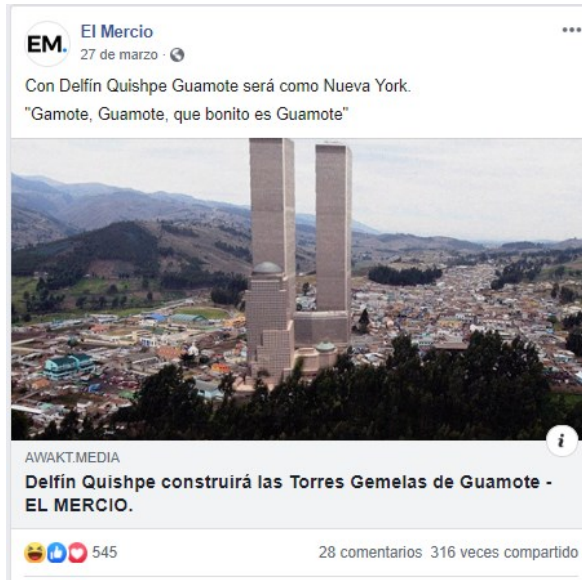 EM.
El Mercio
27 de marzo ·
Con Delfín Quishpe Guamote será como Nueva York.
"Gamote, Guamote, que bonito es Guamote"
i
AWAKT.MEDIA
Delfín Quishpe construirá las Torres Gemelas de Guamote -
EL MERCIO.
545
28 comentarios 316 veces compartido